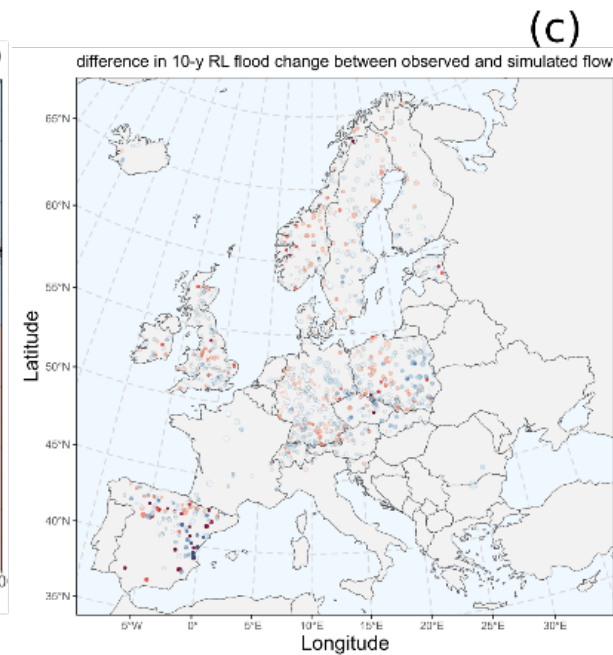 (c)
difference in 10-y RL flood change between observed and simulated flow
65°N
60°N
55°N
50°N
45°N
40°N
35°N
Latitude
5°W 0° 5°E 10°E 15°E 20°E 25°E 30°E
Longitude